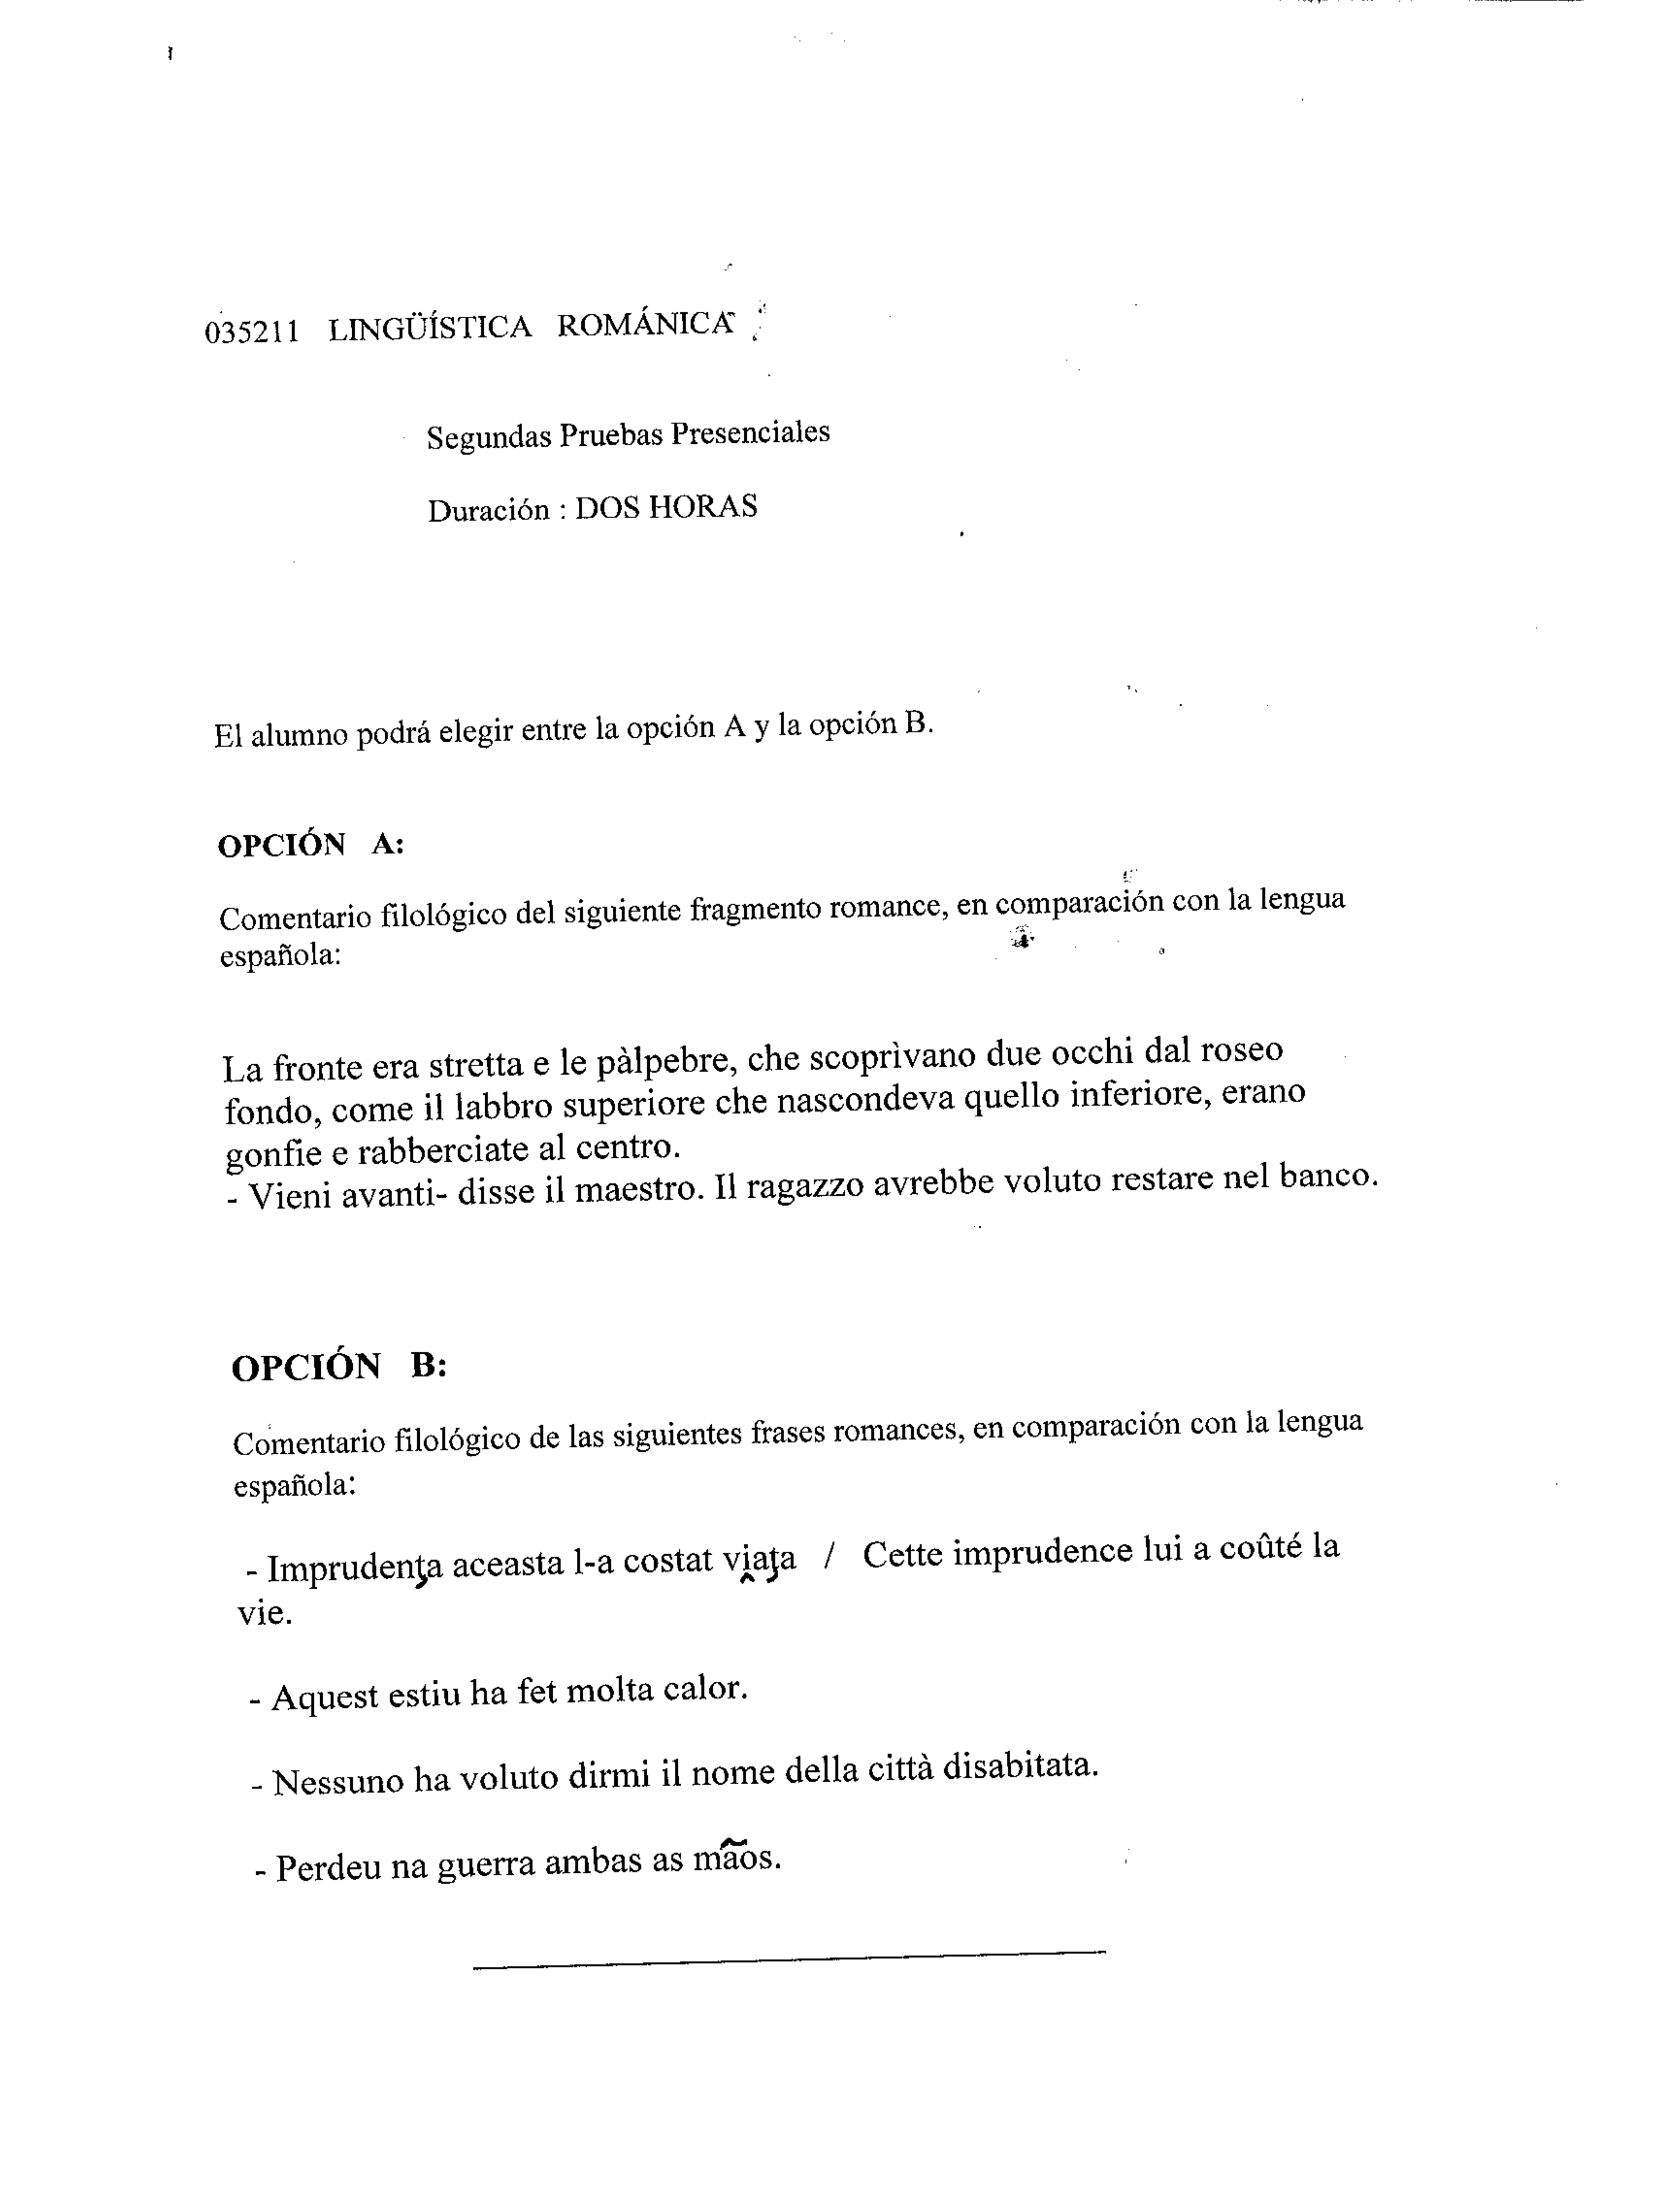 035211 LINGÜÍSTICA ROMÁNICA
Segundas Pruebas Presenciales
Duración : DOS HORAS
El alumno podrá elegir entre la opción A y la opción B.
OPCIÓN A:
Comentario filológico del siguiente fragmento romance, en comparación con la lengua
española:
La fronte era stretta e le pàlpebre, che scoprìvano due occhi dal roseo
fondo, come il labbro superiore che nascondeva quello inferiore, erano
gonfie e rabberciate al centro.
- Vieni avanti- disse il maestro. Il ragazzo avrebbe voluto restare nel banco.
OPCIÓN B:
Comentario filológico de las siguientes frases romances, en comparación con la lengua
española:
- Imprudenţa aceasta l-a costat vi̭aţa / Cette imprudence lui a coûté la
vie.
- Aquest estiu ha fet molta calor.
- Nessuno ha voluto dirmi il nome della città disabitata.
- Perdeu na guerra ambas as mãos.